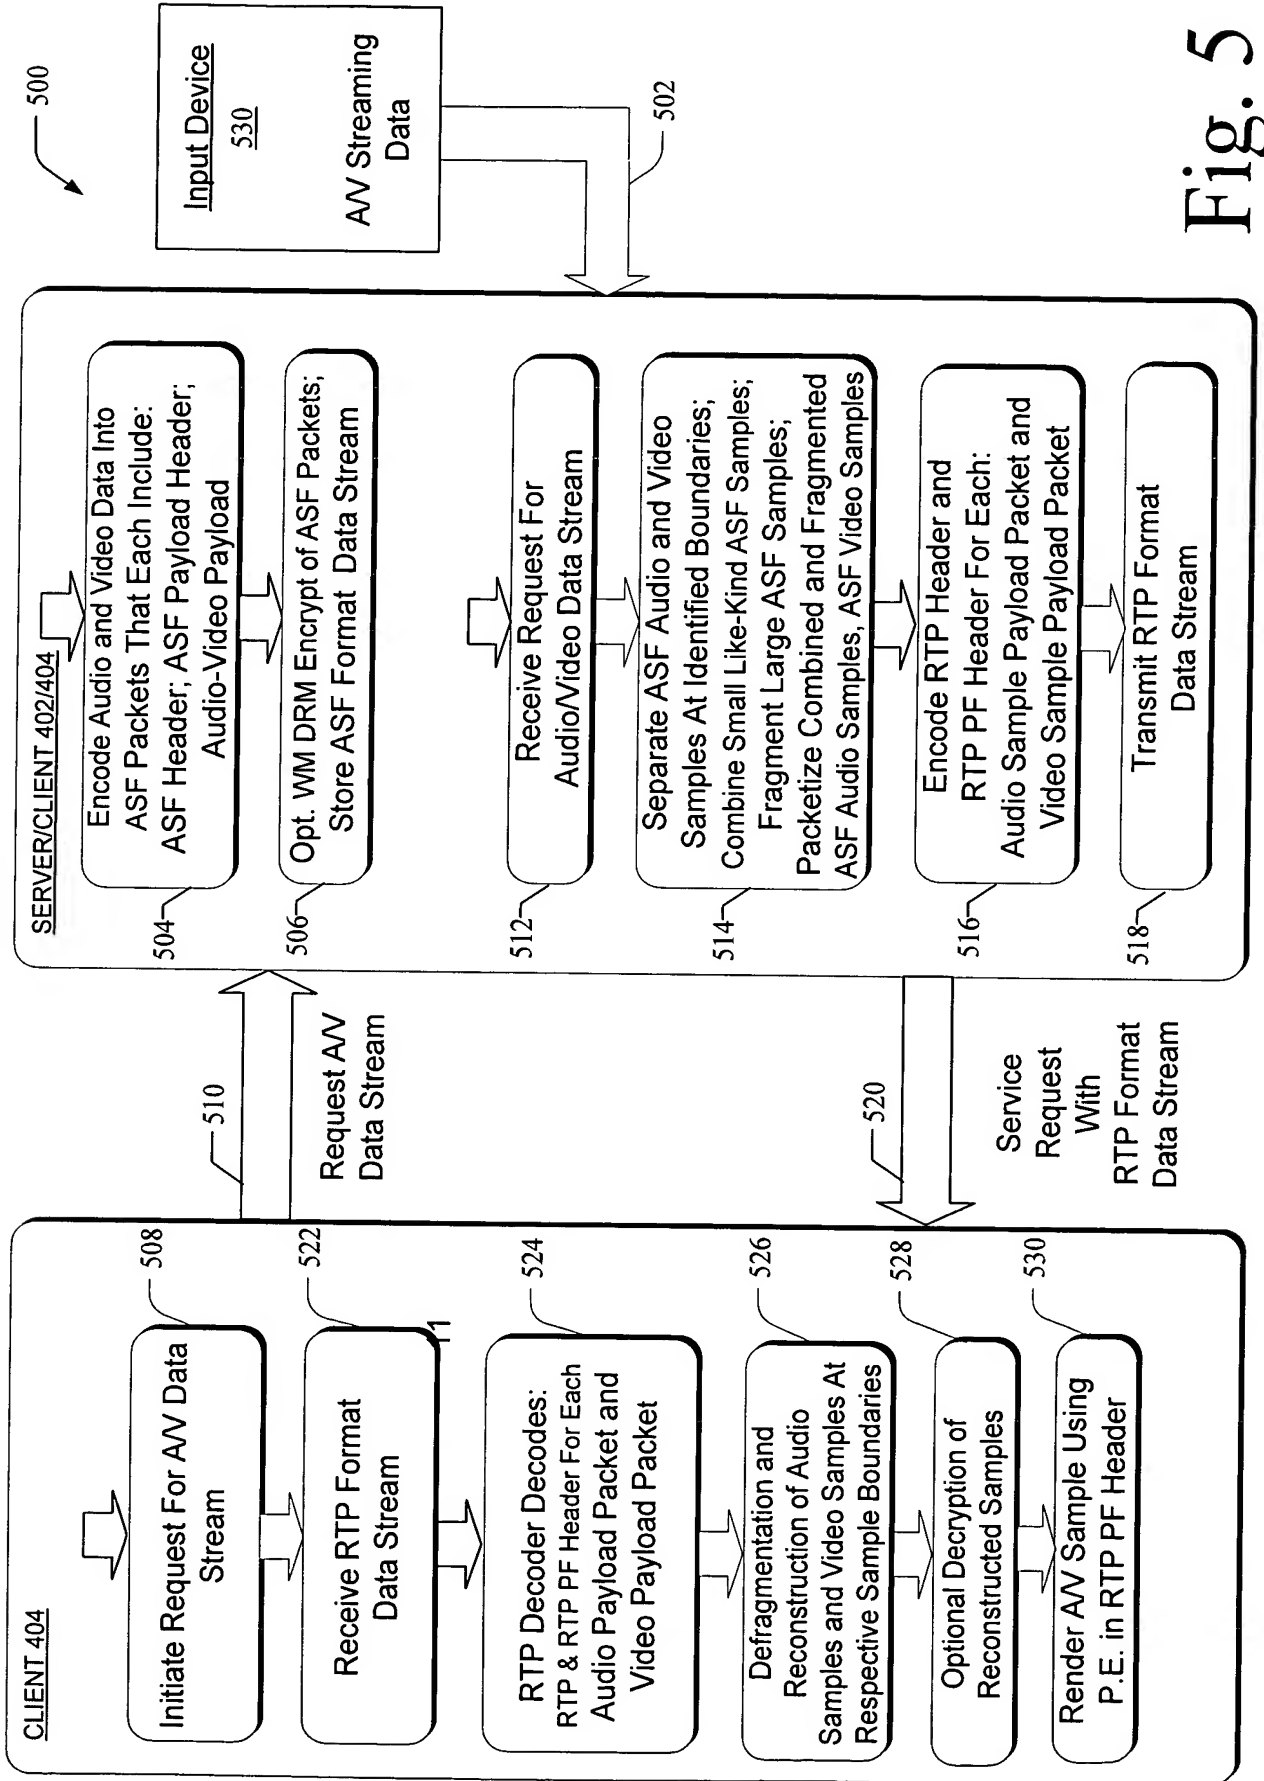 CLIENT 404
Initiate Request For A/V Data
Stream
508
Receive RTP Format
Data Stream
522
11
RTP Decoder Decodes:
RTP & RTP PF Header For Each
Audio Payload Packet and
Video Payload Packet
524
Defragmentation and
Reconstruction of Audio
Samples and Video Samples At
Respective Sample Boundaries
526
Optional Decryption of
Reconstructed Samples
528
Render A/V Sample Using
P.E. in RTP PF Header
530
510
Request A/V
Data Stream
520
Service
Request
With
RTP Format
Data Stream
SERVER/CLIENT 402/404
Encode Audio and Video Data Into
ASF Packets That Each Include:
ASF Header; ASF Payload Header;
Audio-Video Payload
504
Opt. WM DRM Encrypt of ASF Packets;
Store ASF Format Data Stream
506
Receive Request For
Audio/Video Data Stream
512
Separate ASF Audio and Video
Samples At Identified Boundaries;
Combine Small Like-Kind ASF Samples;
Fragment Large ASF Samples;
Packetize Combined and Fragmented
ASF Audio Samples, ASF Video Samples
514
Encode RTP Header and
RTP PF Header For Each:
Audio Sample Payload Packet and
Video Sample Payload Packet
516
Transmit RTP Format
Data Stream
518
500
Input Device
530
A/V Streaming
Data
502
Fig. 5